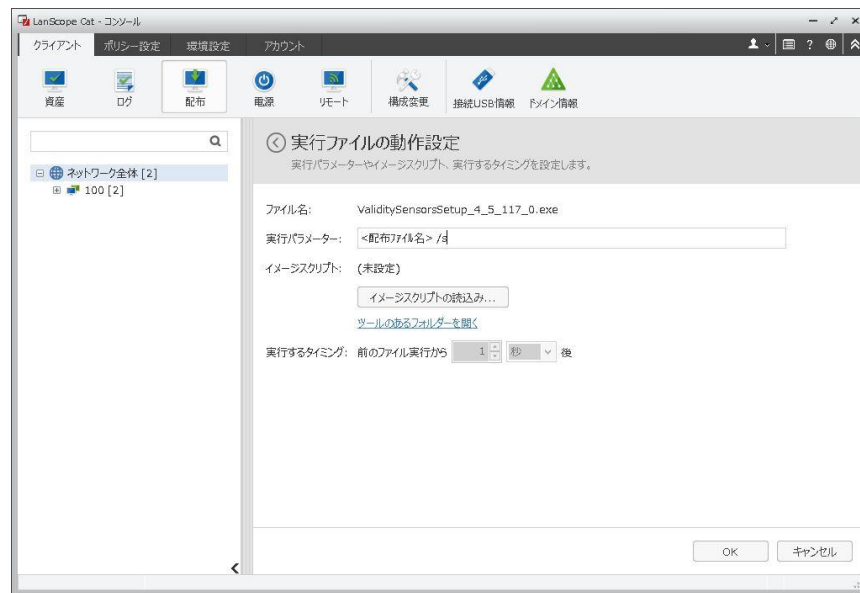 LanScope Cat - コンソール
クライアント ポリシー設定 環境設定 アカウント
資産 ログ 配布 電源 リモート 構成変更 接続USB情報 ドメイン情報
ネットワーク全体 [2]
100 [2]
実行ファイルの動作設定
実行パラメーターやイメージスクリプト、実行するタイミングを設定します。
ファイル名: ValiditySensorsSetup_4_5_117_0.exe
実行パラメーター: <配布ファイル名> /s
イメージスクリプト: (未設定)
イメージスクリプトの読込み...
ツールのあるフォルダーを開く
実行するタイミング: 前のファイル実行から 1 秒 後
OK キャンセル